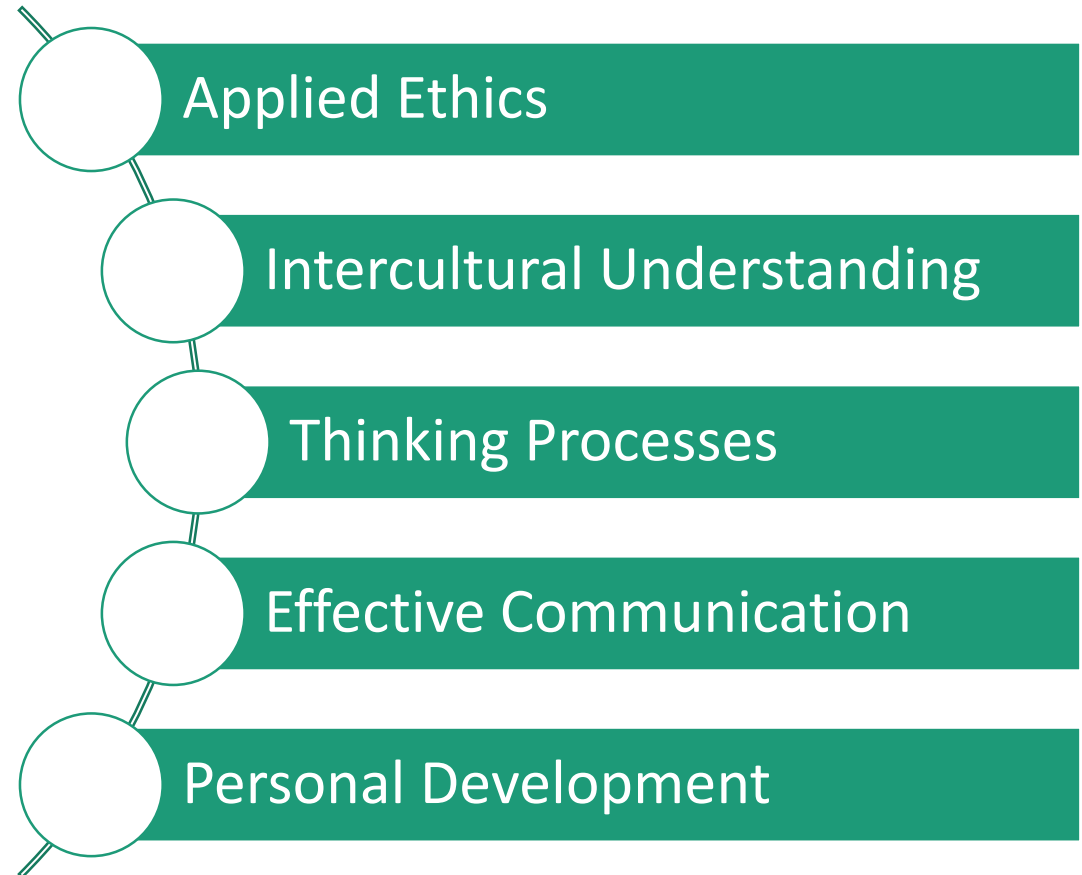 Applied Ethics
Intercultural Understanding
Thinking Processes
Effective Communication
Personal Development